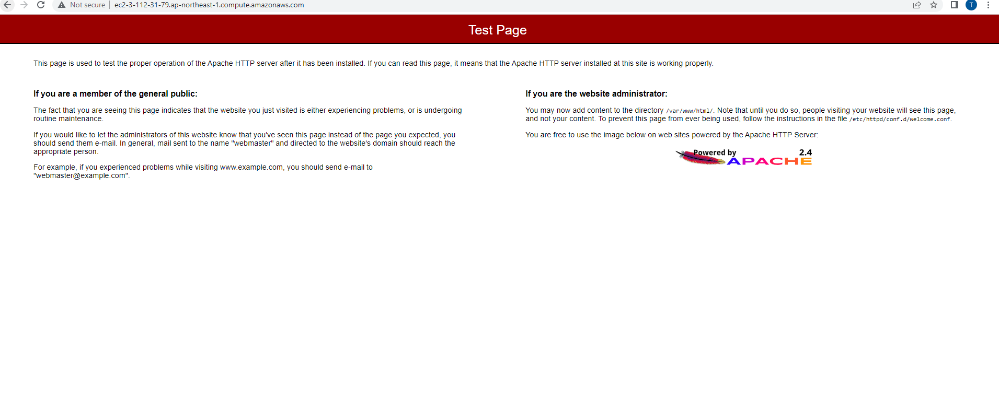 Not secure | ec2-3-112-31-79.ap-northeast-1.compute.amazonaws.com
T
Test Page
This page is used to test the proper operation of the Apache HTTP server after it has been installed. If you can read this page, it means that the Apache HTTP server installed at this site is working properly.
If you are a member of the general public:
The fact that you are seeing this page indicates that the website you just visited is either experiencing problems, or is undergoing
routine maintenance.
If you would like to let the administrators of this website know that you've seen this page instead of the page you expected, you
should send them e-mail. In general, mail sent to the name "webmaster" and directed to the website's domain should reach the
appropriate person.
For example, if you experienced problems while visiting www.example.com, you should send e-mail to
"webmaster@example.com".
If you are the website administrator:
You may now add content to the directory /var/www/html/. Note that until you do so, people visiting your website will see this page,
and not your content. To prevent this page from ever being used, follow the instructions in the file /etc/httpd/conf.d/welcome.conf.
You are free to use the image below on web sites powered by the Apache HTTP Server:
Powered by 2.4
APACHE